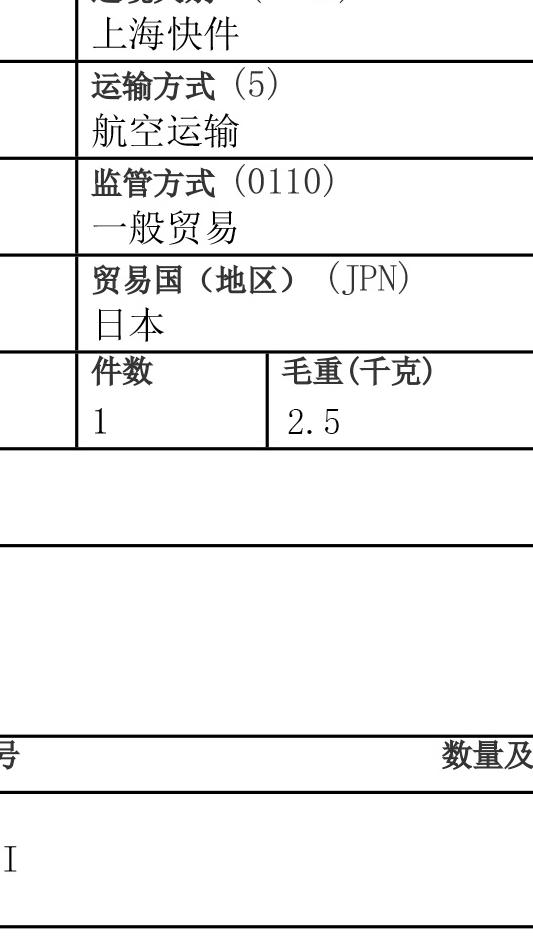 上海快件
运输方式 (5)
航空运输
监管方式 (0110)
一般贸易
贸易国（地区） (JPN)
日本
件数 毛重(千克)
1 2.5
号 数量及
I